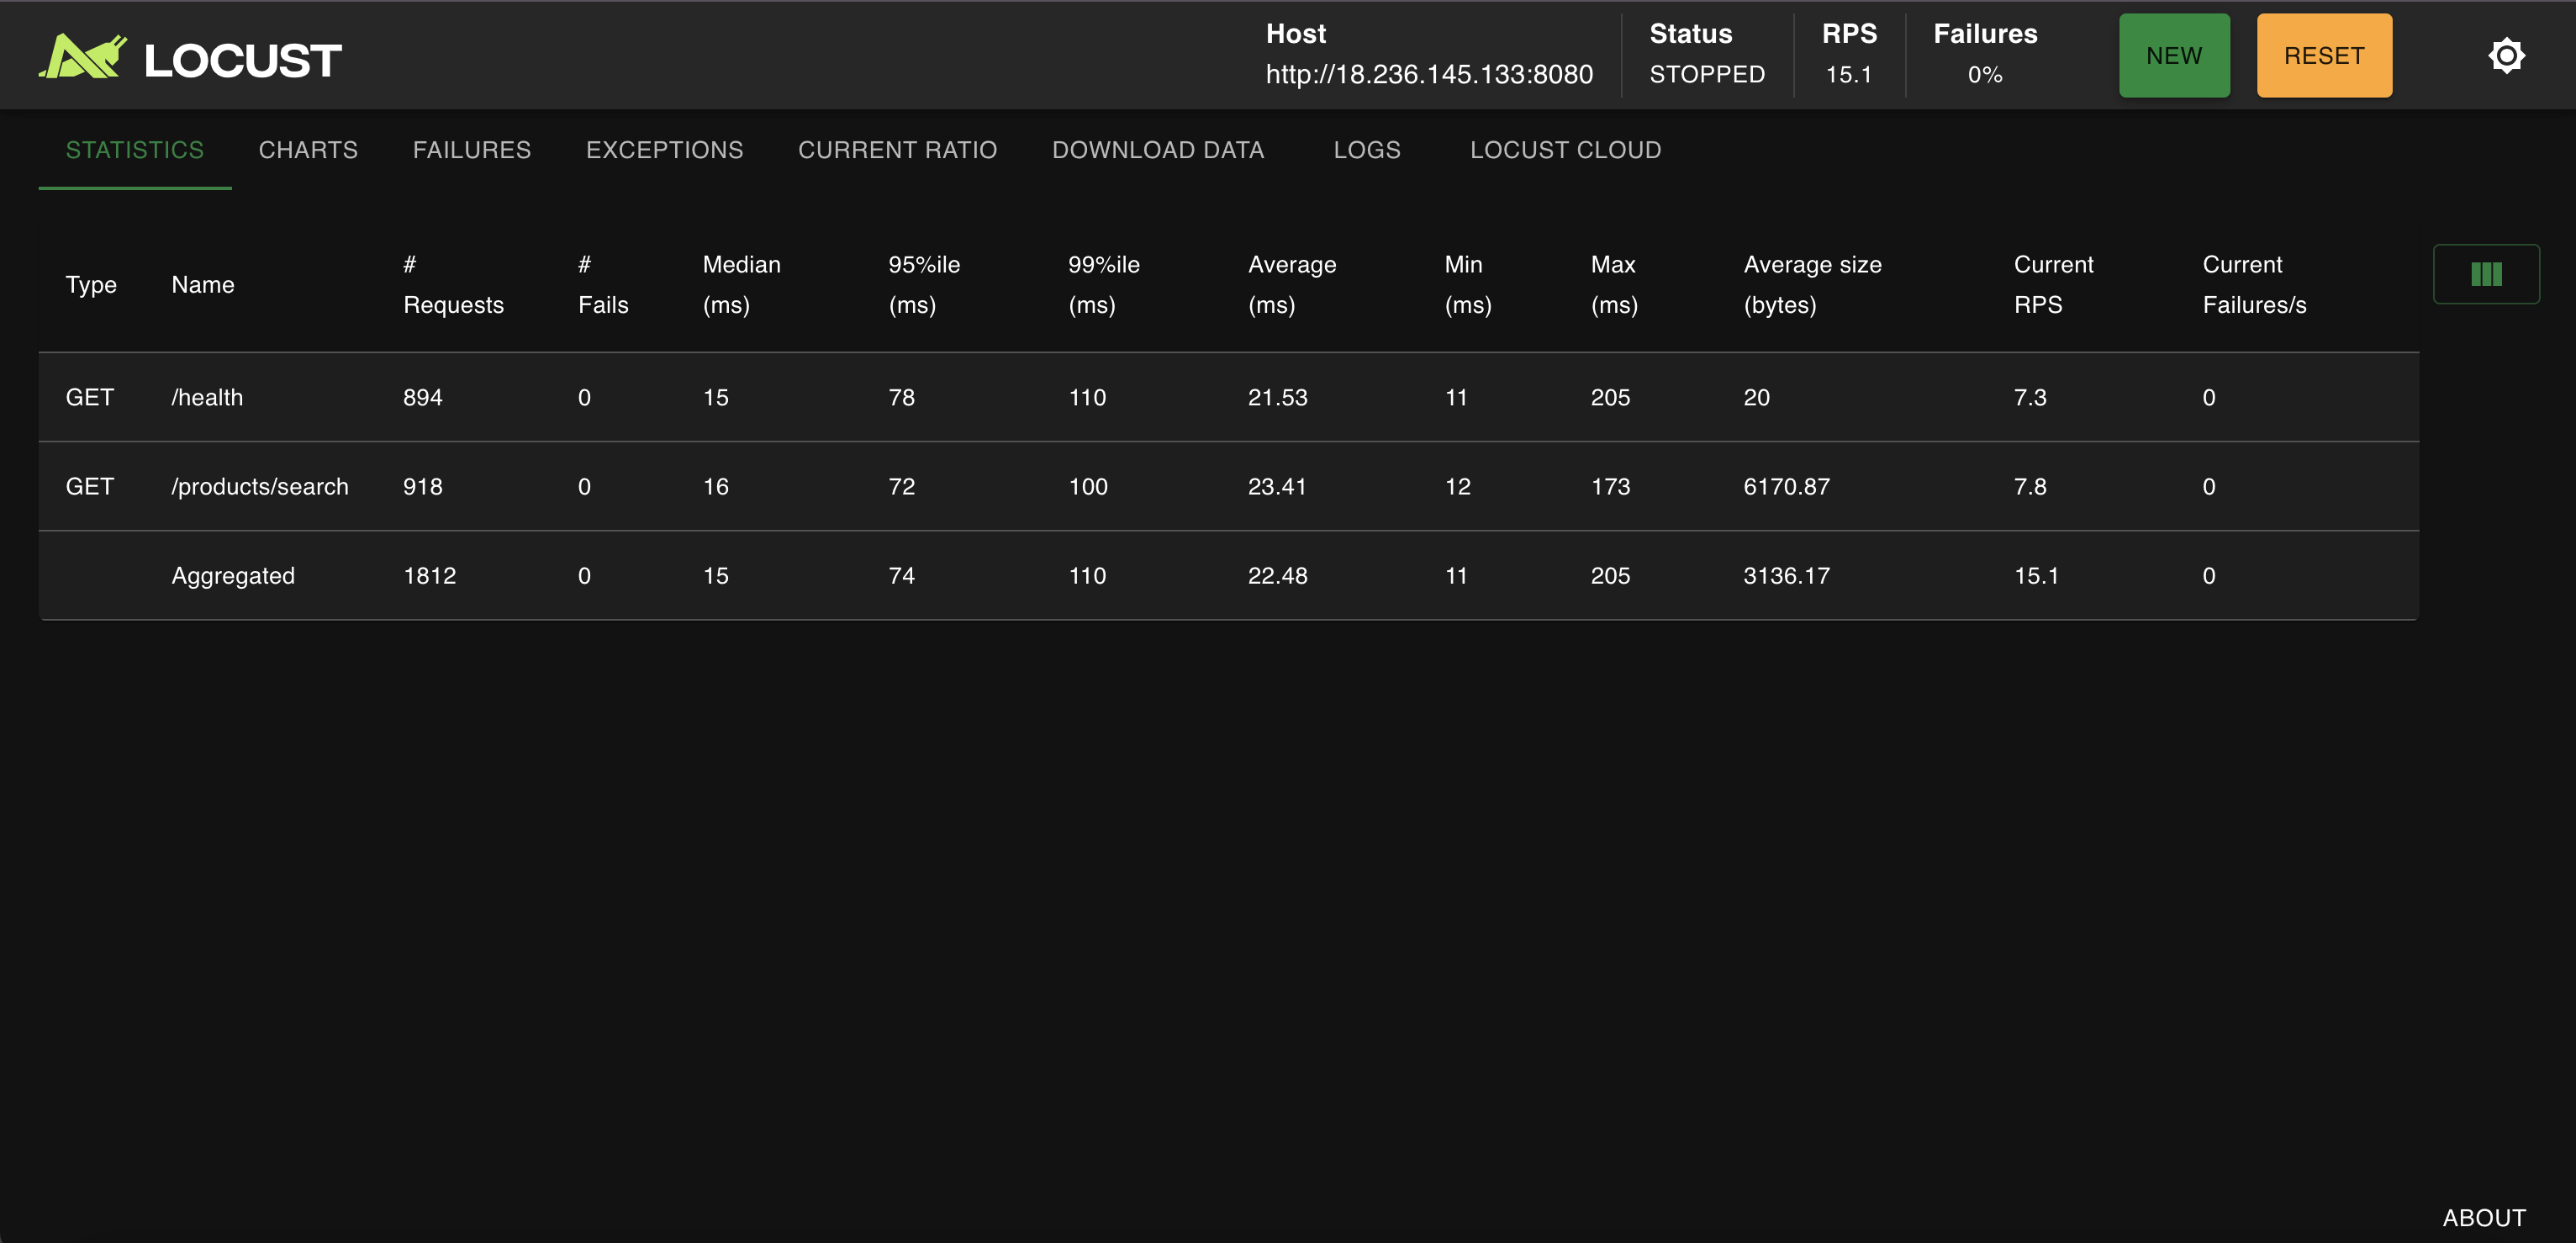 LOCUST
Host
http://18.236.145.133:8080
Status
STOPPED
RPS
15.1
Failures
0%
NEW
RESET
STATISTICS CHARTS FAILURES EXCEPTIONS CURRENT RATIO DOWNLOAD DATA LOGS LOCUST CLOUD
Type Name # Requests # Fails Median (ms) 95%ile (ms) 99%ile (ms) Average (ms) Min (ms) Max (ms) Average size (bytes) Current RPS Current Failures/s
GET /health 894 0 15 78 110 21.53 11 205 20 7.3 0
GET /products/search 918 0 16 72 100 23.41 12 173 6170.87 7.8 0
Aggregated 1812 0 15 74 110 22.48 11 205 3136.17 15.1 0
ABOUT